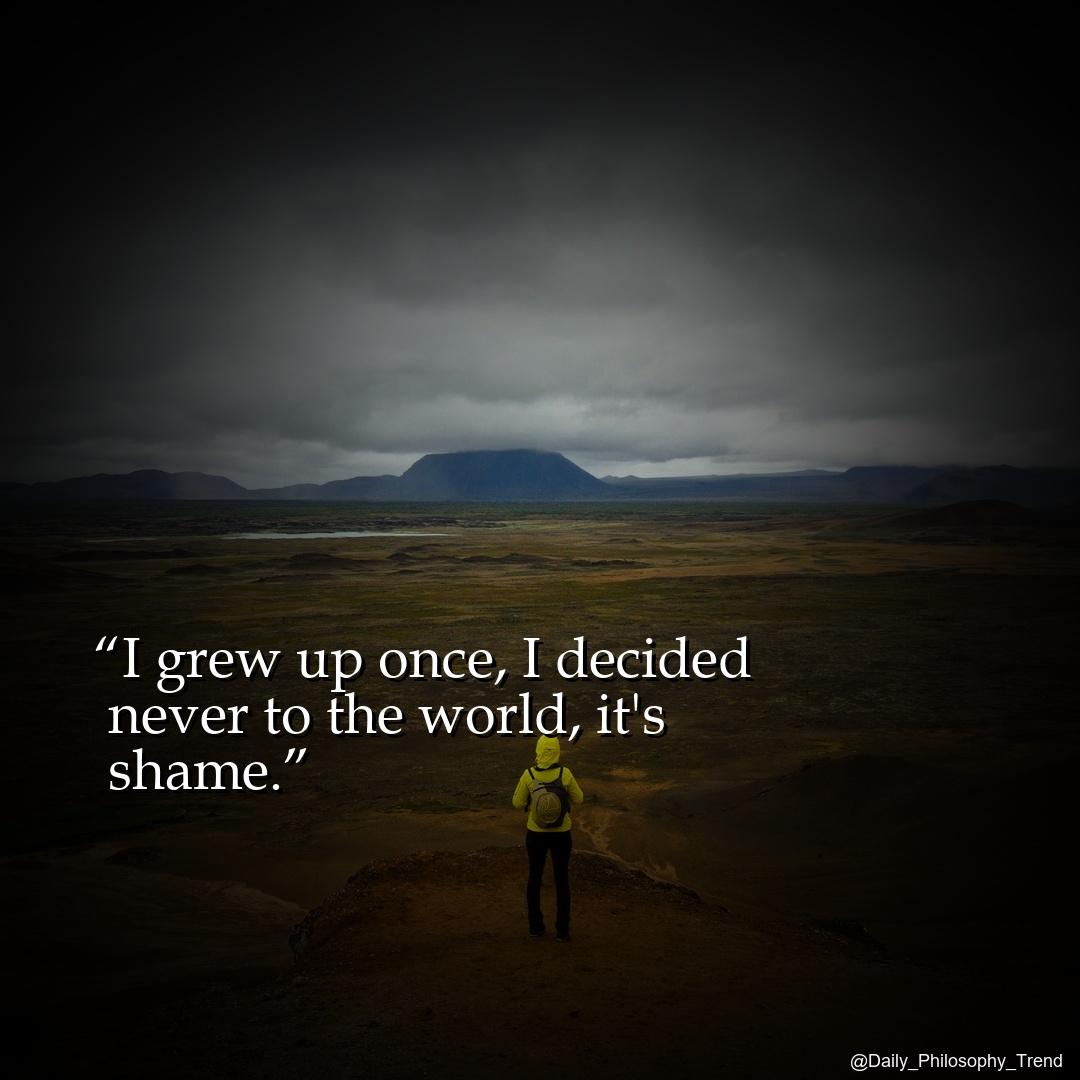 “I grew up once, I decided
never to the world, it's
shame.”
@Daily_Philosophy_Trend